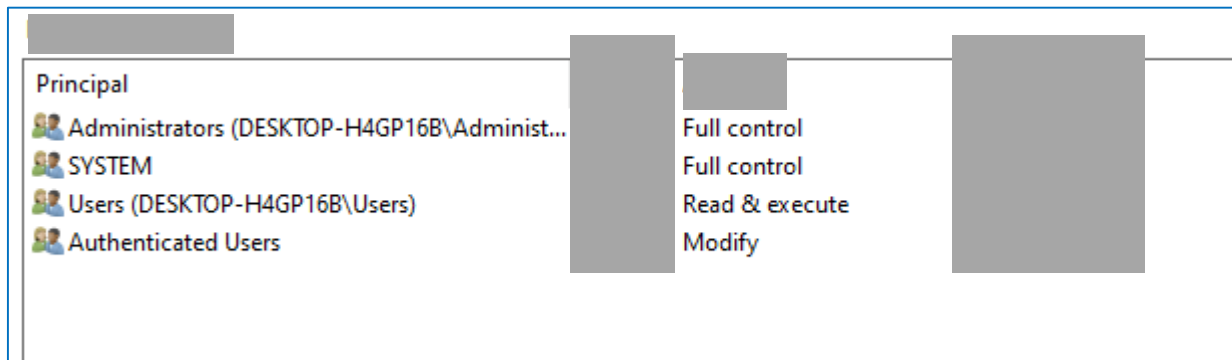 Principal
Administrators (DESKTOP-H4GP16B\Administ... Full control
SYSTEM Full control
Users (DESKTOP-H4GP16B\Users) Read & execute
Authenticated Users Modify